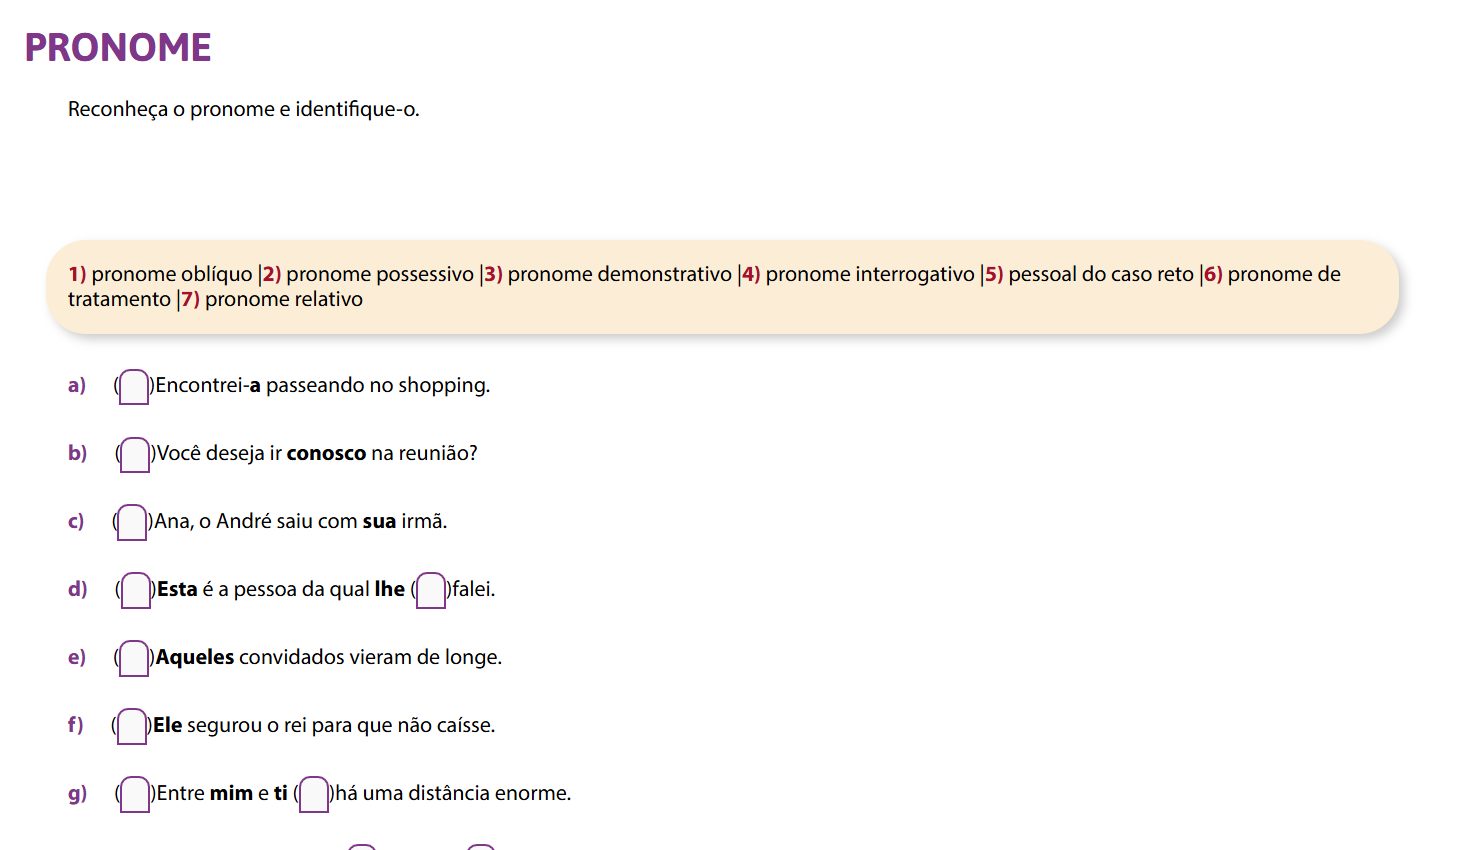 PRONOME
Reconheça o pronome e identifique-o.
1) pronome oblíquo |2) pronome possessivo |3) pronome demonstrativo |4) pronome interrogativo |5) pessoal do caso reto |6) pronome de
tratamento |7) pronome relativo
a) ( )Encontrei-a passeando no shopping.
b) ( )Você deseja ir conosco na reunião?
c) ( )Ana, o André saiu com sua irmã.
d) ( )Esta é a pessoa da qual lhe ( )falei.
e) ( )Aqueles convidados vieram de longe.
f) ( )Ele segurou o rei para que não caísse.
g) ( )Entre mim e ti ( )há uma distância enorme.